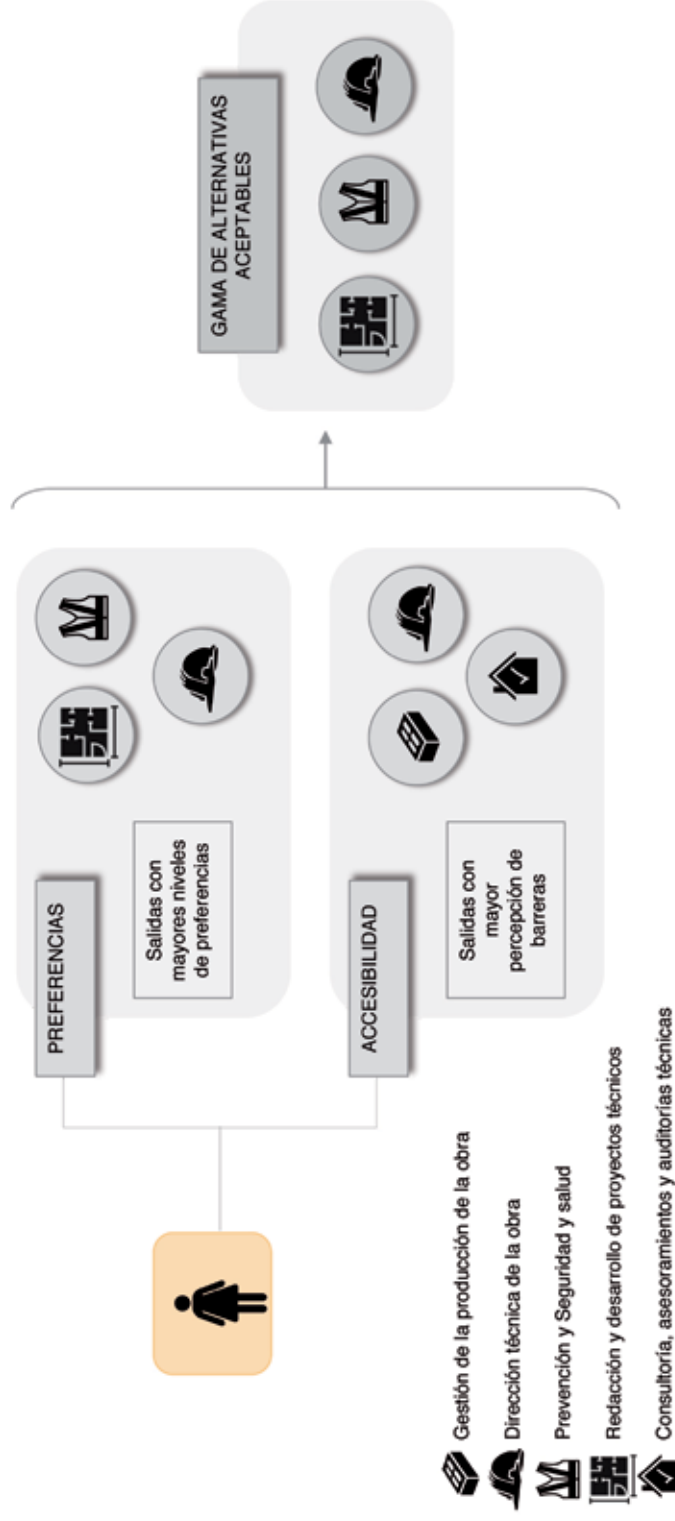 PREFERENCIAS
Salidas con
mayores niveles
de preferencias
ACCESIBILIDAD
Salidas con
mayor
percepción de
barreras
GAMA DE ALTERNATIVAS
ACEPTABLES
Gestión de la producción de la obra
Dirección técnica de la obra
Prevención y Seguridad y salud
Redacción y desarrollo de proyectos técnicos
Consultoría, asesoramientos y auditorías técnicas